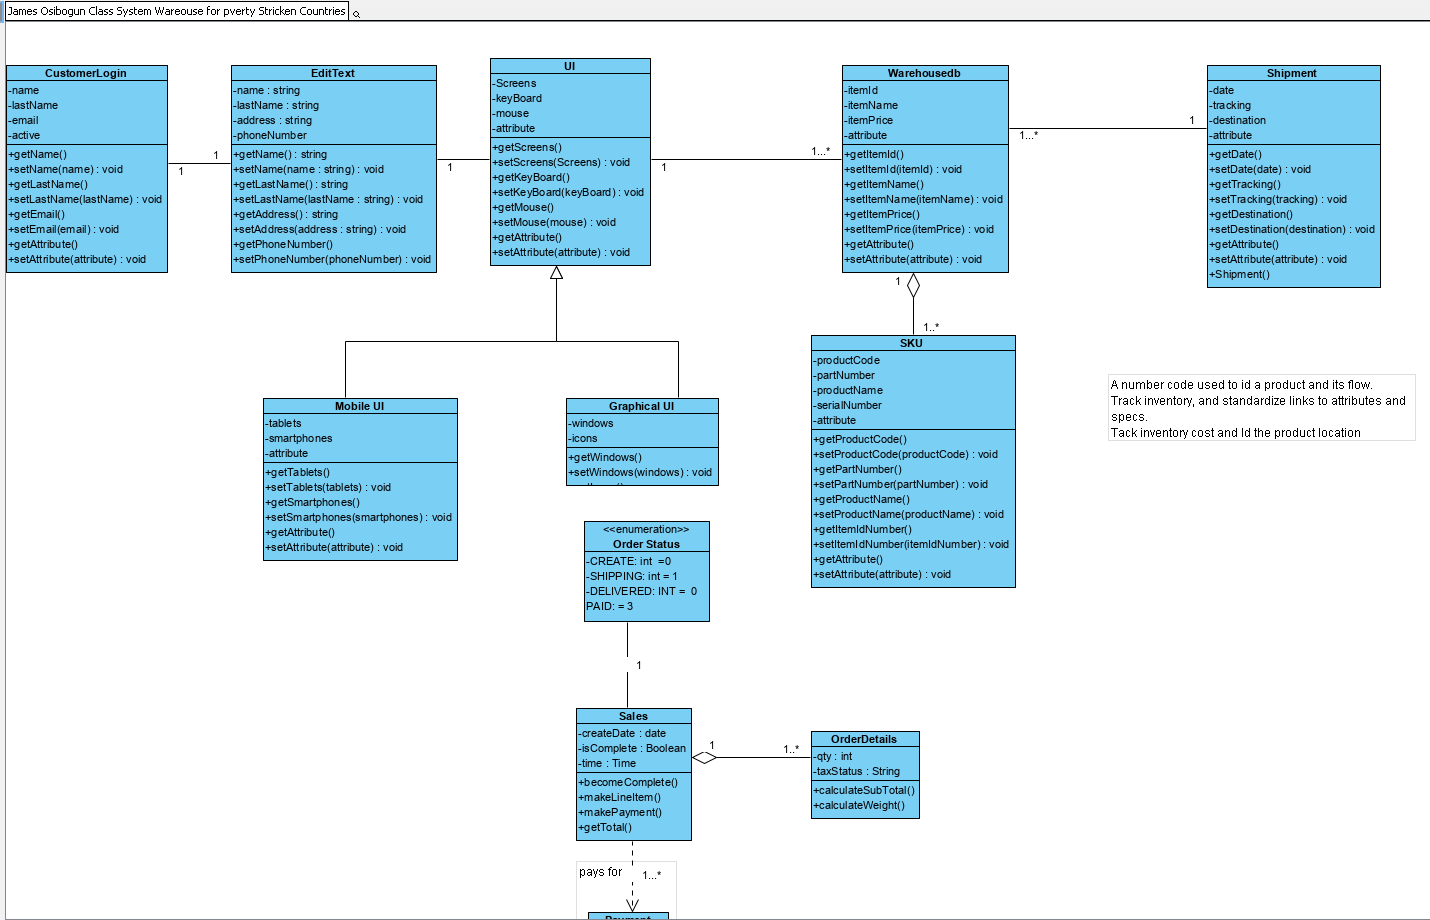 James Osibogun Class System Wareouse for pverty Stricken Countries
CustomerLogin
-name
-lastName
-email
-active
+getName()
+setName(name) : void
+getLastName()
+setLastName(lastName) : void
+getEmail()
+setEmail(email) : void
+getAttribute()
+setAttribute(attribute) : void
1
1
EditText
-name : string
-lastName : string
-address : string
-phoneNumber
+getName() : string
+setName(name : string) : void
+getLastName() : string
+setLastName(lastName : string) : void
+getAddress() : string
+setAddress(address : string) : void
+getPhoneNumber()
+setPhoneNumber(phoneNumber) : void
1
UI
-Screens
-keyBoard
-mouse
-attribute
+getScreens()
+setScreens(Screens) : void
+getKeyBoard()
+setKeyBoard(keyBoard) : void
+getMouse()
+setMouse(mouse) : void
+getAttribute()
+setAttribute(attribute) : void
1
1...*
Warehousedb
-itemId
-itemName
-itemPrice
-attribute
+getItemId()
+setItemId(itemId) : void
+getItemName()
+setItemName(itemName) : void
+getItemPrice()
+setItemPrice(itemPrice) : void
+getAttribute()
+setAttribute(attribute) : void
1...*
1
Shipment
-date
-tracking
-destination
-attribute
+getDate()
+setDate(date) : void
+getTracking()
+setTracking(tracking) : void
+getDestination()
+setDestination(destination) : void
+getAttribute()
+setAttribute(attribute) : void
+Shipment()
1
1..*
Mobile UI
-tablets
-smartphones
-attribute
+getTablets()
+setTablets(tablets) : void
+getSmartphones()
+setSmartphones(smartphones) : void
+getAttribute()
+setAttribute(attribute) : void
Graphical UI
-windows
-icons
+getWindows()
+setWindows(windows) : void
SKU
-productCode
-partNumber
-productName
-serialNumber
-attribute
+getProductCode()
+setProductCode(productCode) : void
+getPartNumber()
+setPartNumber(partNumber) : void
+getProductName()
+setProductName(productName) : void
+getItemIdNumber()
+setItemIdNumber(itemIdNumber) : void
+getAttribute()
+setAttribute(attribute) : void
A number code used to id a product and its flow.
Track inventory, and standardize links to attributes and
specs.
Tack inventory cost and Id the product location
<<enumeration>>
Order Status
-CREATE: int =0
-SHIPPING: int = 1
-DELIVERED: INT = 0
PAID: = 3
1
Sales
-createDate : date
-isComplete : Boolean
-time : Time
+becomeComplete()
+makeLineItem()
+makePayment()
+getTotal()
1
1..*
OrderDetails
-qty : int
-taxStatus : String
+calculateSubTotal()
+calculateWeight()
pays for
1...*
Payment